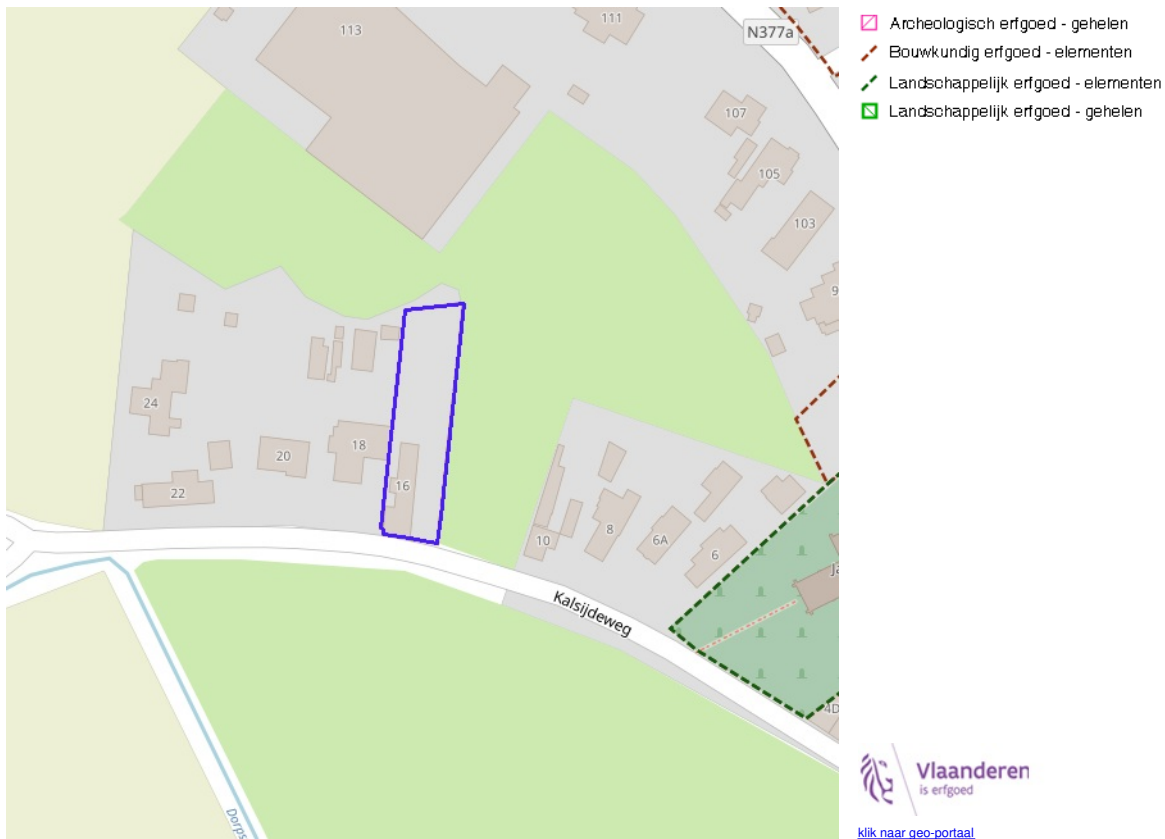 113
111
N377a
107
105
103
9
24
18
20
16
22
10
8
6A
6
Kalsijdeweg
4D
Archeologisch erfgoed - gehelen
Bouwkundig erfgoed - elementen
Landschappelijk erfgoed - elementen
Landschappelijk erfgoed - gehelen
Vlaanderen
is erfgoed
klik naar geo-portaal